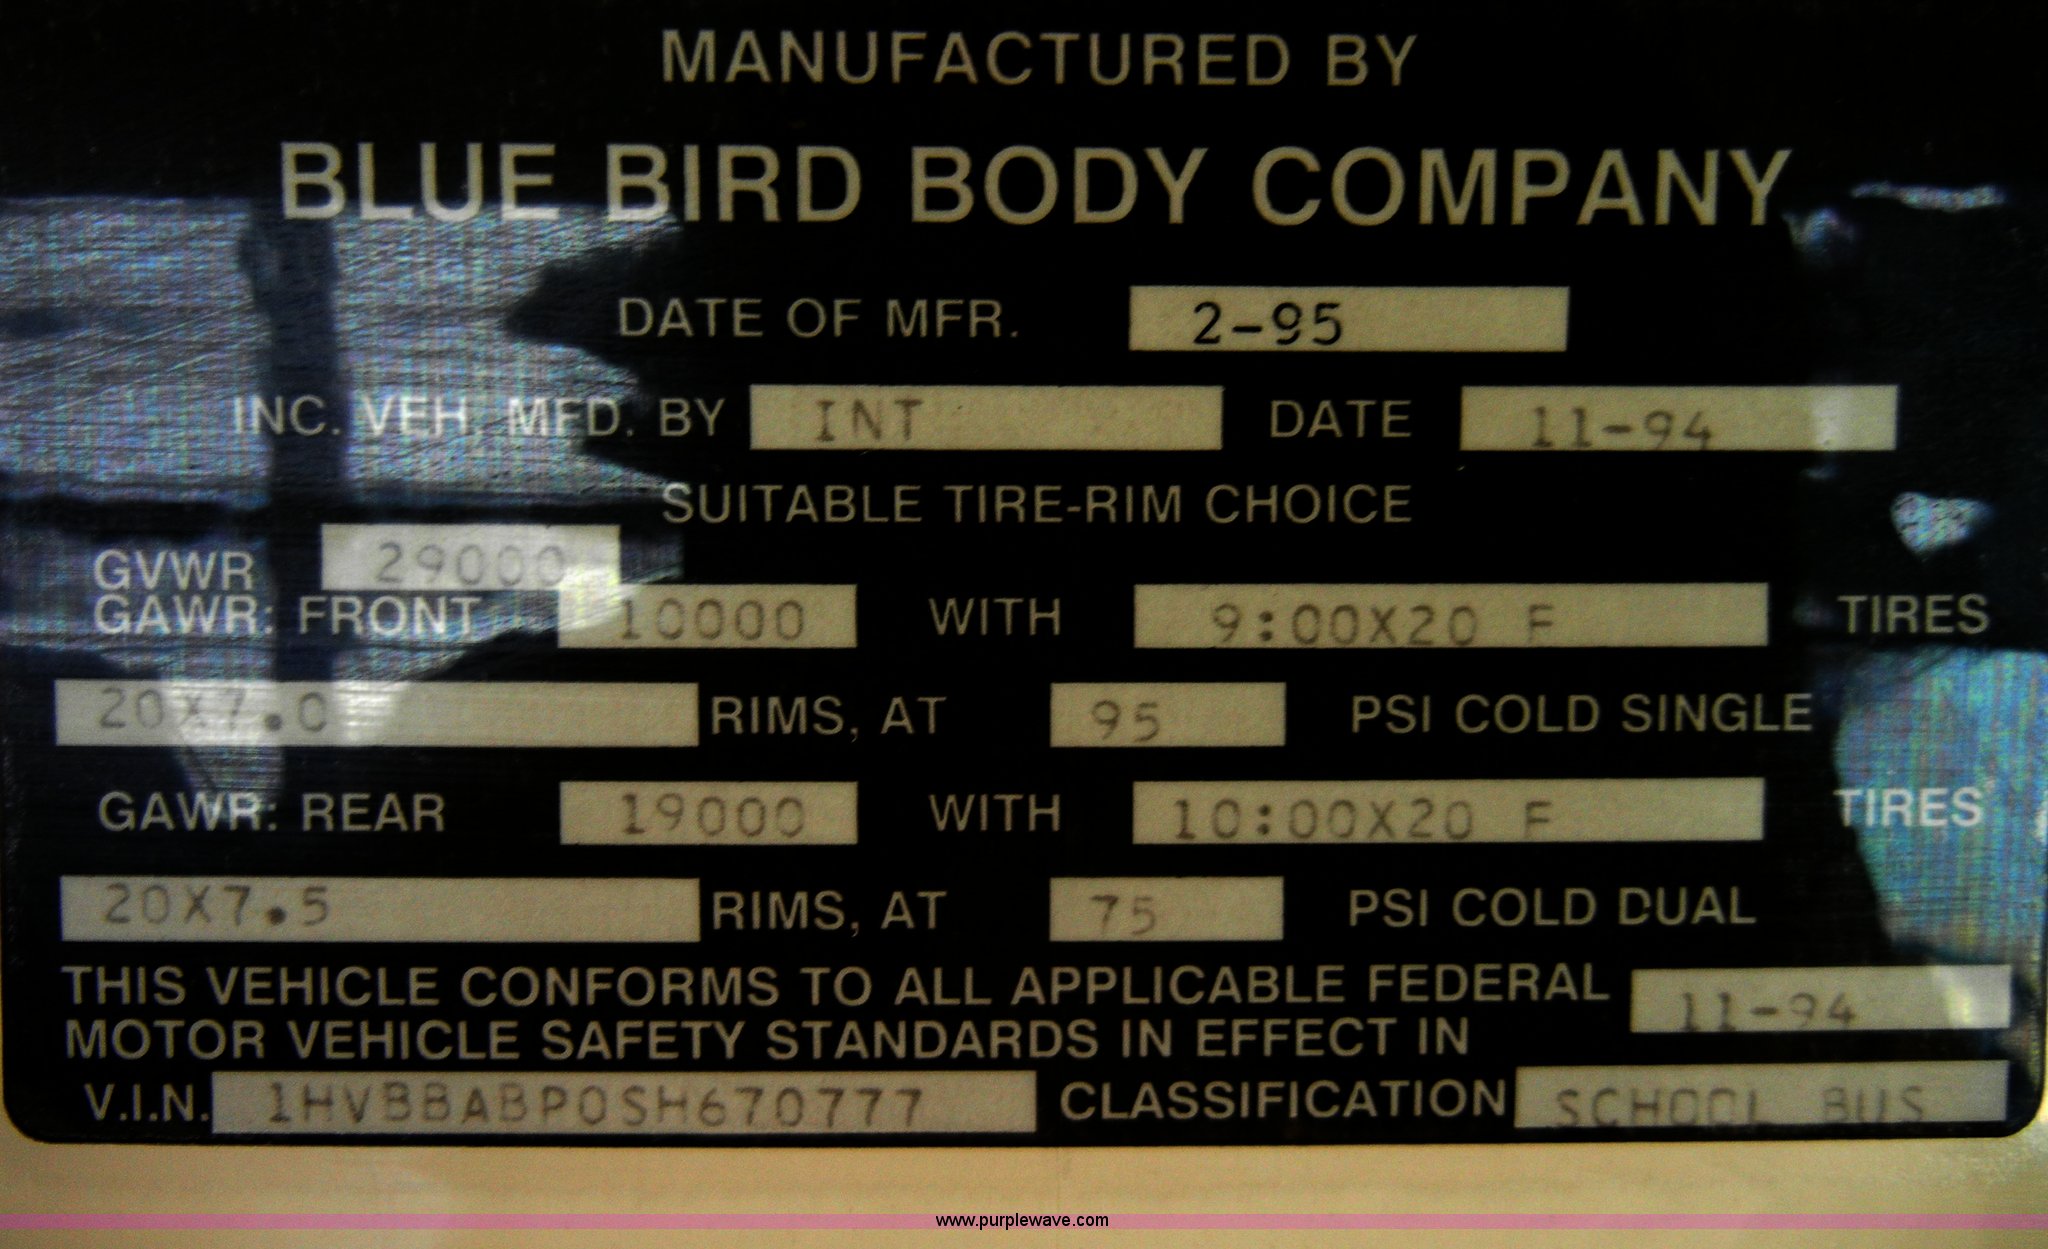 MANUFACTURED BY
BLUE BIRD BODY COMPANY
DATE OF MFR. 2-95
INC. VEH. MFD. BY INT DATE 11-94
SUITABLE TIRE-RIM CHOICE
GVWR 29000
GAWR: FRONT 10000 WITH 9:00X20 F TIRES
20X7.0 RIMS, AT 95 PSI COLD SINGLE
GAWR: REAR 19000 WITH 10:00X20 F TIRES
20X7.5 RIMS, AT 75 PSI COLD DUAL
THIS VEHICLE CONFORMS TO ALL APPLICABLE FEDERAL 11-94
MOTOR VEHICLE SAFETY STANDARDS IN EFFECT IN
V.I.N. 1HVBBABP0SH670777 CLASSIFICATION SCHOOL BUS
www.purplewave.com